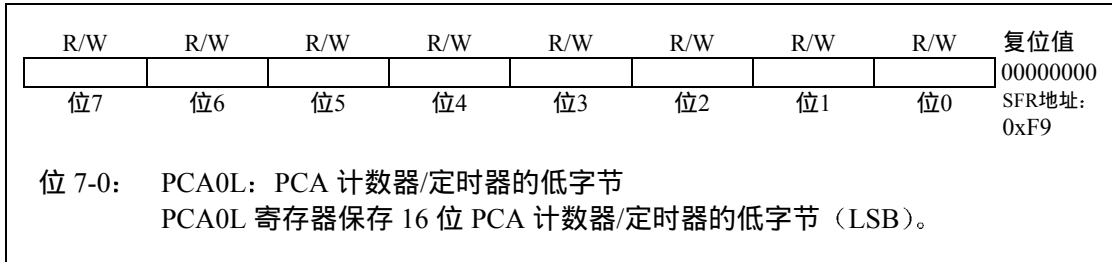 R/W R/W R/W R/W R/W R/W R/W R/W 复位值
00000000
位7 位6 位5 位4 位3 位2 位1 位0 SFR地址:
0xF9
位 7-0: PCA0L:PCA 计数器/定时器的低字节
PCA0L 寄存器保存 16 位 PCA 计数器/定时器的低字节(LSB)。